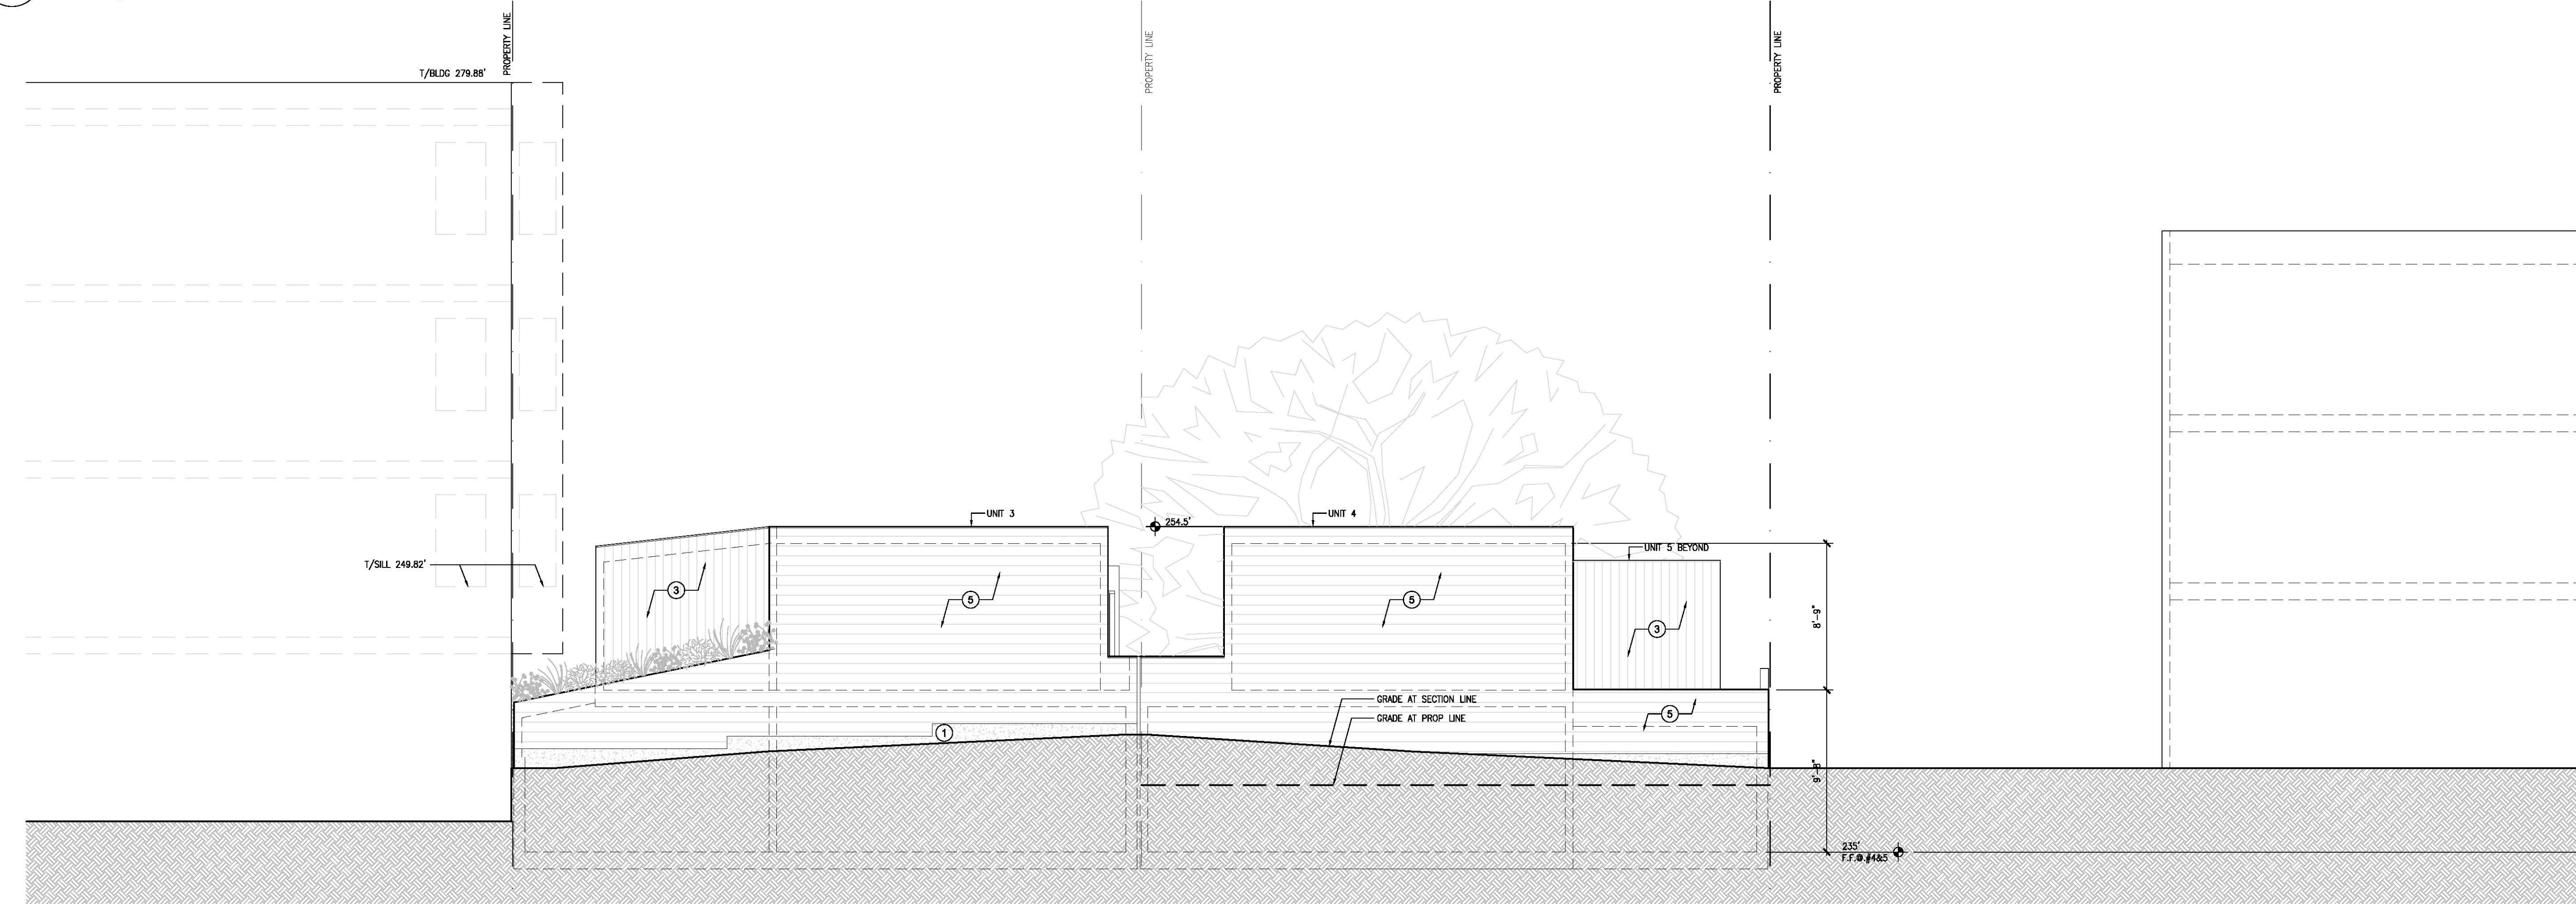 PROPERTY LINE
PROPERTY LINE
PROPERTY LINE
T/BLDG 279.88'
UNIT 3
254.5'
UNIT 4
UNIT 5 BEYOND
T/SILL 249.82'
3
5
5
3
8'-9"
GRADE AT SECTION LINE
GRADE AT PROP LINE
5
1
9'-8"
235'
F.F.@.#4&5